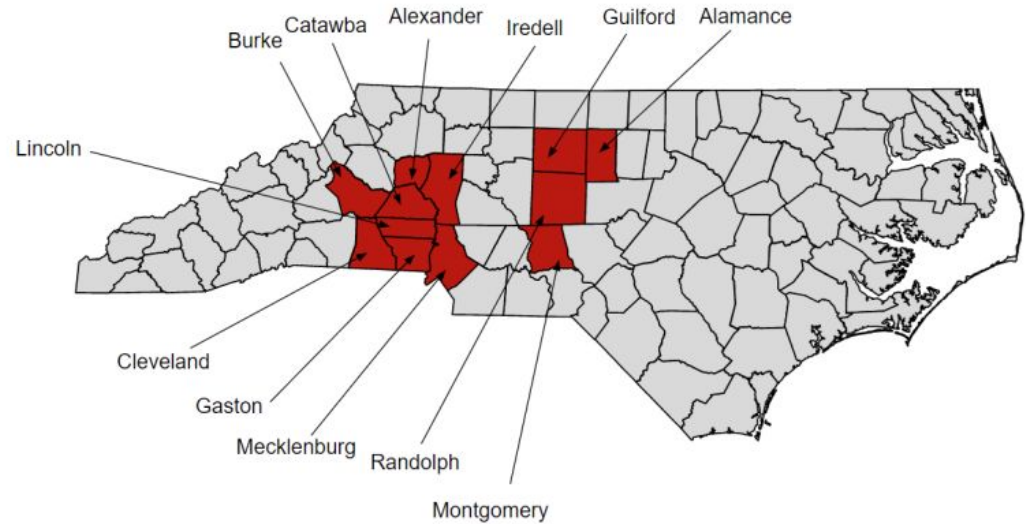 Alexander
Guilford
Alamance
Catawba
Iredell
Burke
Lincoln
Cleveland
Gaston
Mecklenburg
Randolph
Montgomery